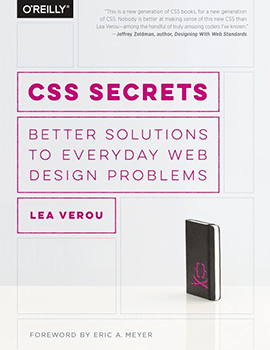 O'REILLY®
"This is a new generation of CSS books, for a new generation
of CSS. Nobody is better at making sense of this new CSS than
Lea Verou—among the handful of truly amazing coders I've known."
– Jeffrey Zeldman, author, Designing With Web Standards
CSS SECRETS
BETTER SOLUTIONS
TO EVERYDAY WEB
DESIGN PROBLEMS
LEA VEROU
FOREWORD BY ERIC A. MEYER